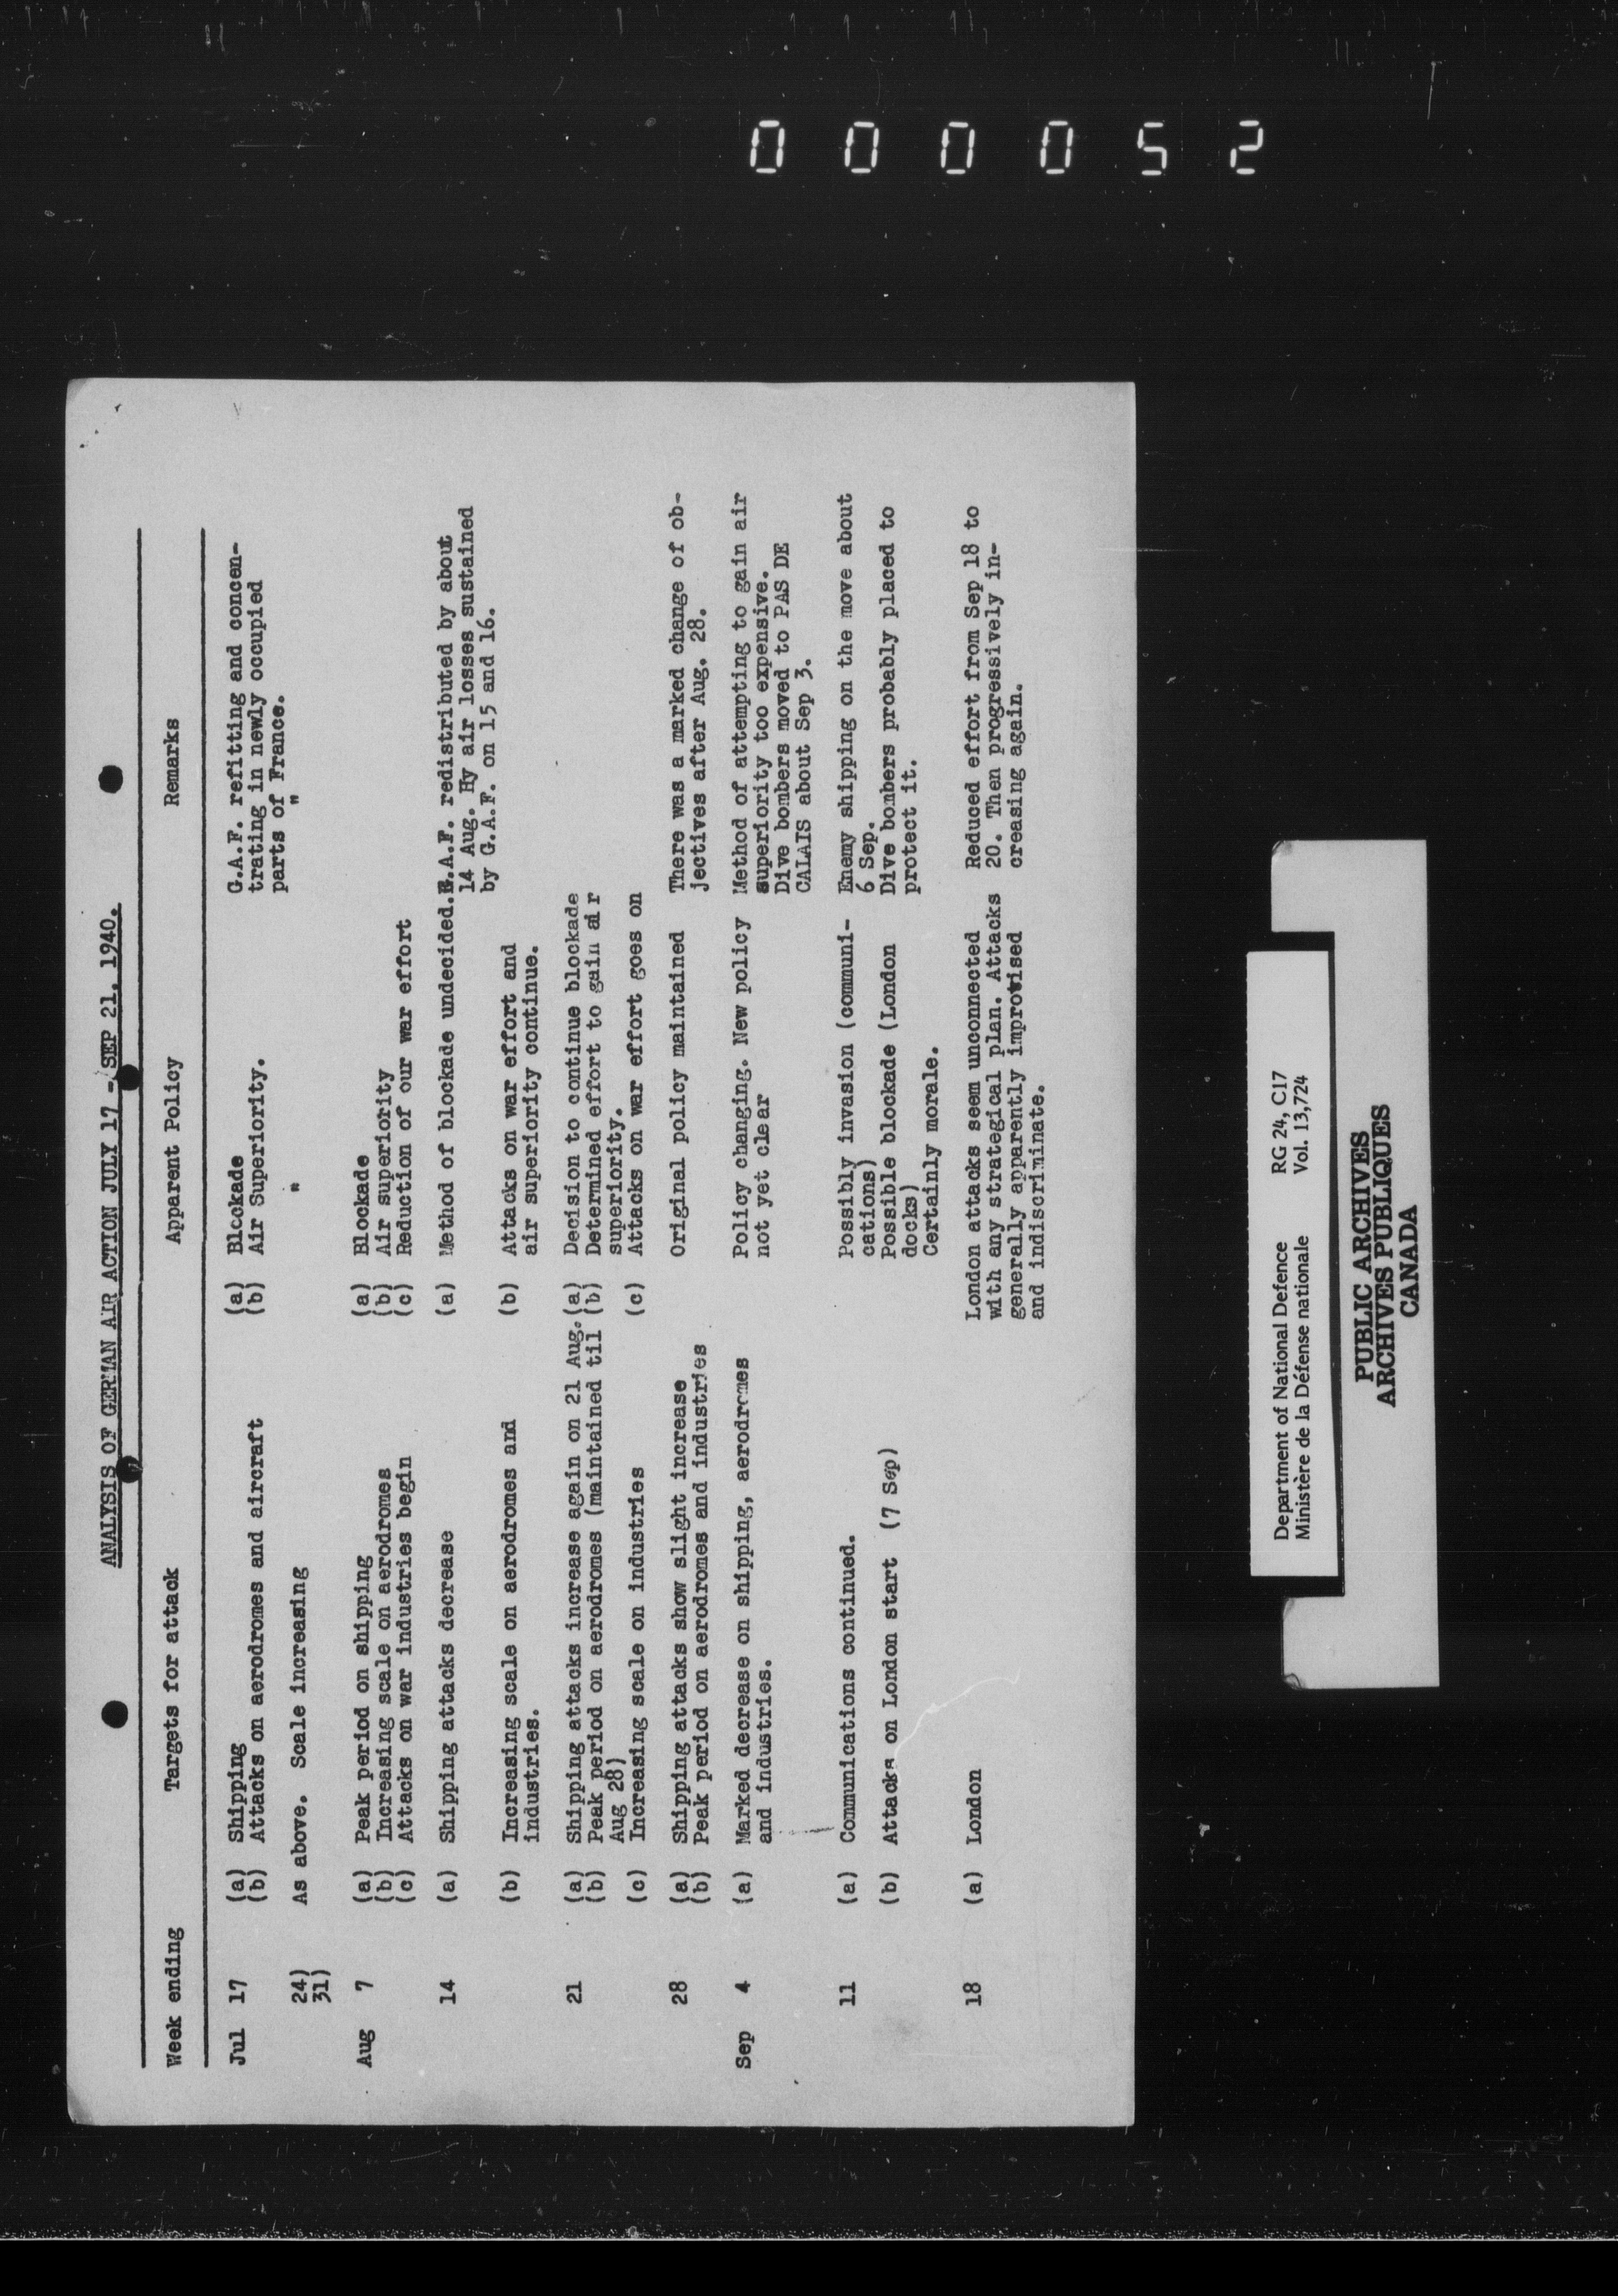 000052
ANALYSIS OF GERMAN AIR ACTION JULY 17 - SEP 21. 1940.
Week ending Targets for attack Apparent Policy Remarks
Jul 17 (a) Shipping (a) Blockade G.A.F. refitting and concen-
(b) Attacks on aerodromes and aircraft (b) Air Superiority. trating in newly occupied
parts of France.
24) As above. Scale increasing " "
31)
Aug 7 (a) Peak period on shipping (a) Blockade
(b) Increasing scale on aerodromes (b) Air superiority
(c) Attacks on war industries begin (c) Reduction of our war effort
14 (a) Shipping attacks decrease (a) Method of blockade undecided. R.A.F. redistributed by about
14 Aug. Hy air losses sustained
by G.A.F. on 15 and 16.
(b) Increasing scale on aerodromes and (b) Attacks on war effort and
industries. air superiority continue.
21 (a) Shipping attacks increase again on 21 Aug. (a) Decision to continue blockade
(b) Peak period on aerodromes (maintained til (b) Determined effort to gain air
Aug 28) superiority.
(c) Increasing scale on industries (c) Attacks on war effort goes on
28 (a) Shipping attacks show slight increase Original policy maintained There was a marked change of ob-
(b) Peak period on aerodromes and industries jectives after Aug. 28.
Sep 4 (a) Marked decrease on shipping, aerodromes Policy changing. New policy Method of attempting to gain air
and industries. not yet clear superiority too expensive.
Dive bombers moved to PAS DE
CALAIS about Sep 3.
11 (a) Communications continued. Possibly invasion (communi- Enemy shipping on the move about
cations) 6 Sep.
(b) Attacks on London start (7 Sep) Possible blockade (London Dive bombers probably placed to
docks) protect it.
Certainly morale.
18 (a) London London attacks seem unconnected Reduced effort from Sep 18 to
with any strategical plan. Attacks 20. Then progressively in-
generally apparently improtised creasing again.
and indiscriminate.
Department of National Defence RG 24, C17
Ministère de la Défense nationale Vol. 13,724
PUBLIC ARCHIVES
ARCHIVES PUBLIQUES
CANADA